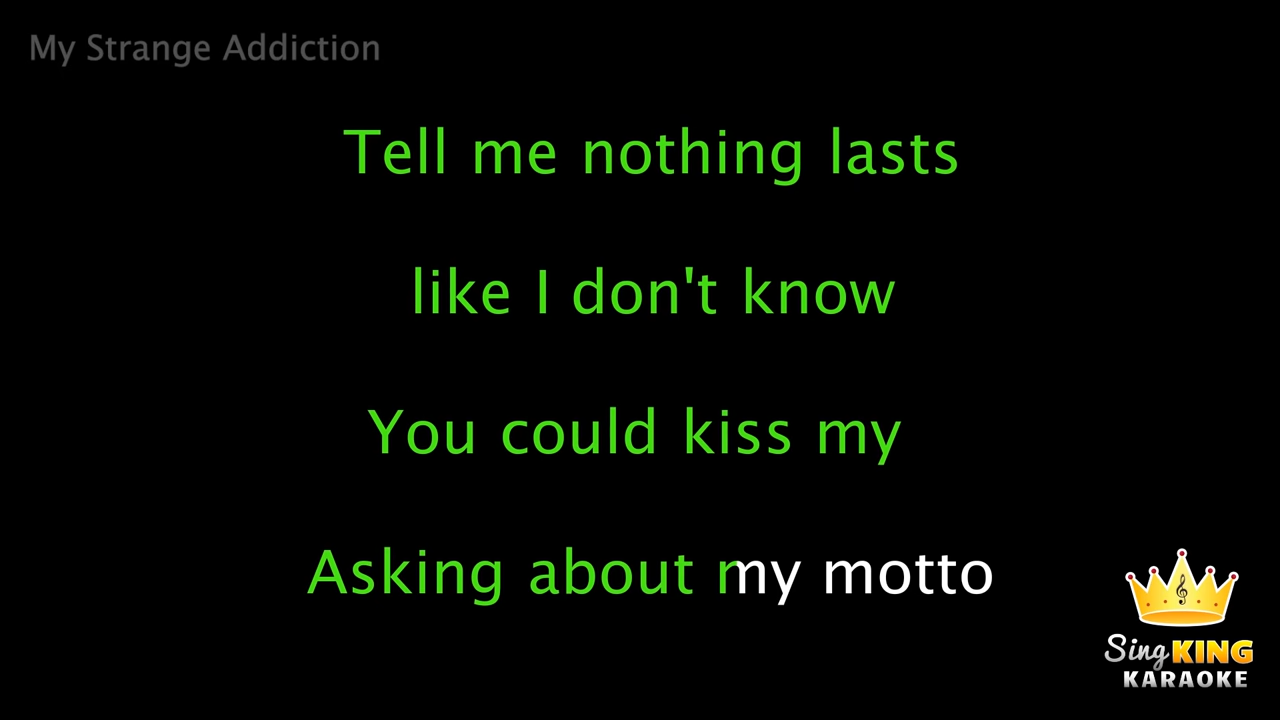 My Strange Addiction
Tell me nothing lasts
like I don't know
You could kiss my
Asking about my motto
Sing KING
KARAOKE